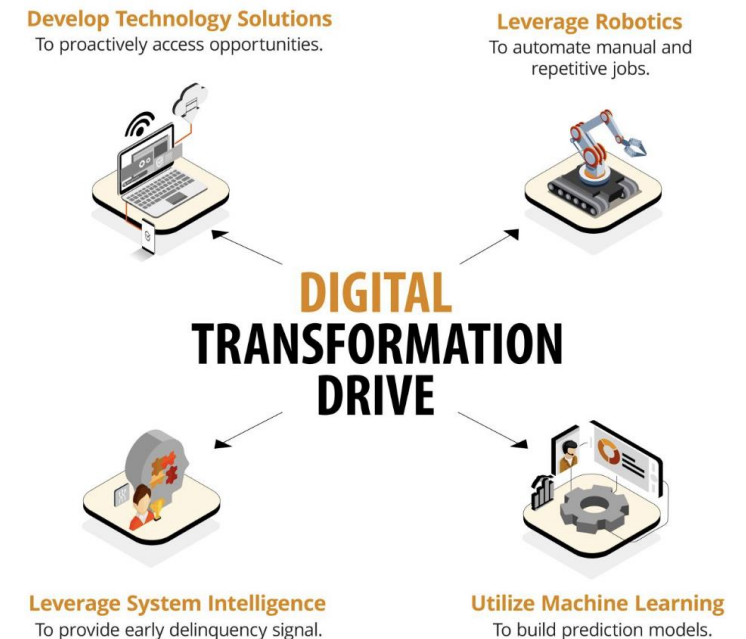 Develop Technology Solutions
To proactively access opportunities.
Leverage Robotics
To automate manual and
repetitive jobs.
DIGITAL
TRANSFORMATION
DRIVE
Leverage System Intelligence
To provide early delinquency signal.
Utilize Machine Learning
To build prediction models.